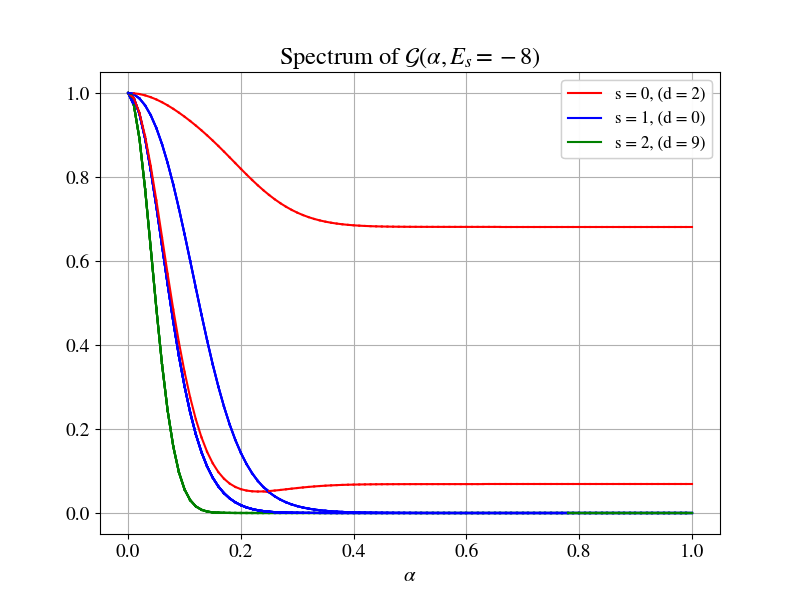 Spectrum of 𝒢(α, E_s = −8)
s = 0, (d = 2)
s = 1, (d = 0)
s = 2, (d = 9)
1.0
0.8
0.6
0.4
0.2
0.0
0.0 0.2 0.4 0.6 0.8 1.0
α